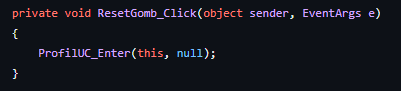 private void ResetGomb_Click(object sender, EventArgs e)
{
    ProfilUC_Enter(this, null);
}